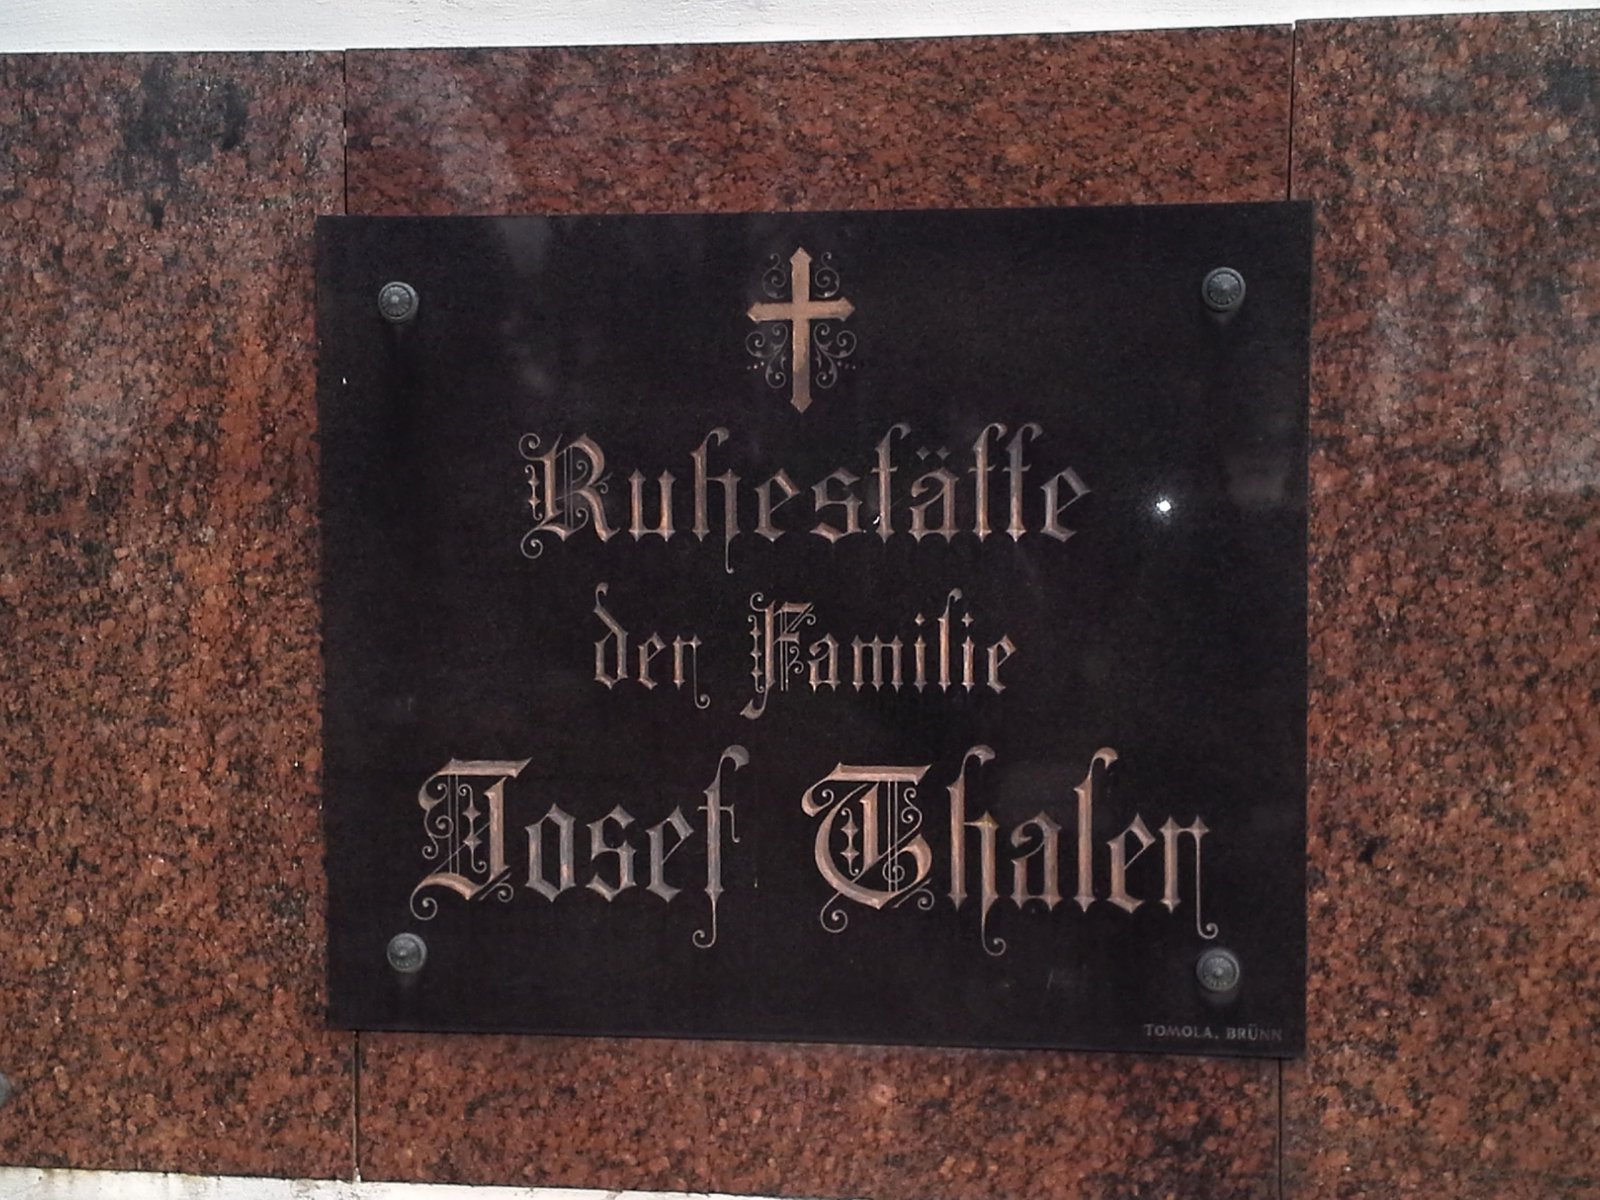 Ruhestätte
der Familie
Josef Thaler
TOMOLA, BRÜNN